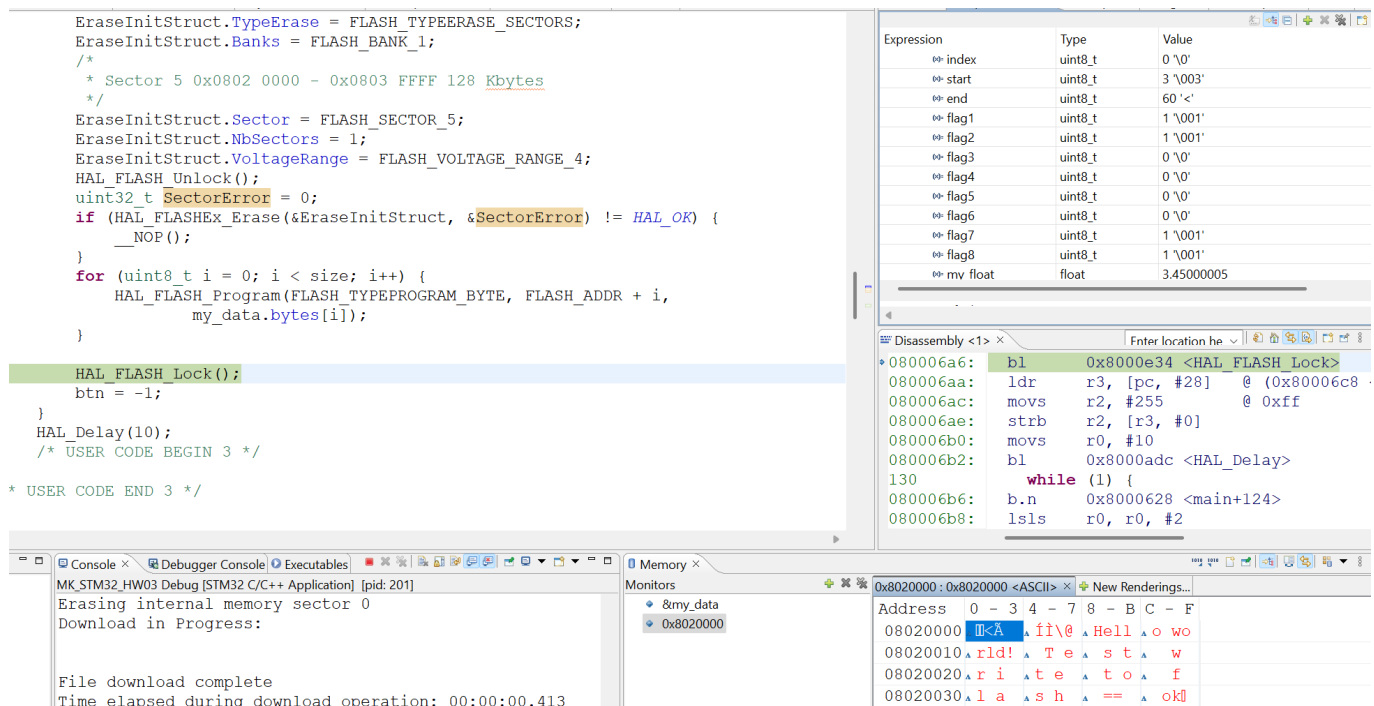 EraseInitStruct.TypeErase = FLASH_TYPEERASE_SECTORS;
EraseInitStruct.Banks = FLASH_BANK_1;
/*
* Sector 5 0x0802 0000 - 0x0803 FFFF 128 Kbytes
*/
EraseInitStruct.Sector = FLASH_SECTOR_5;
EraseInitStruct.NbSectors = 1;
EraseInitStruct.VoltageRange = FLASH_VOLTAGE_RANGE_4;
HAL_FLASH_Unlock();
uint32_t SectorError = 0;
if (HAL_FLASHEx_Erase(&EraseInitStruct, &SectorError) != HAL_OK) {
__NOP();
}
for (uint8_t i = 0; i < size; i++) {
HAL_FLASH_Program(FLASH_TYPEPROGRAM_BYTE, FLASH_ADDR + i,
my_data.bytes[i]);
}
HAL_FLASH_Lock();
btn = -1;
}
HAL_Delay(10);
/* USER CODE BEGIN 3 */
* USER CODE END 3 */
Expression Type Value
index uint8_t 0 '\0'
start uint8_t 3 '\003'
end uint8_t 60 '<'
flag1 uint8_t 1 '\001'
flag2 uint8_t 1 '\001'
flag3 uint8_t 0 '\0'
flag4 uint8_t 0 '\0'
flag5 uint8_t 0 '\0'
flag6 uint8_t 0 '\0'
flag7 uint8_t 1 '\001'
flag8 uint8_t 1 '\001'
my_float float 3.45000005
Disassembly <1> Enter location he
080006a6: bl 0x8000e34 <HAL_FLASH_Lock>
080006aa: ldr r3, [pc, #28] @ (0x80006c8
080006ac: movs r2, #255 @ 0xff
080006ae: strb r2, [r3, #0]
080006b0: movs r0, #10
080006b2: bl 0x8000adc <HAL_Delay>
130 while (1) {
080006b6: b.n 0x8000628 <main+124>
080006b8: lsls r0, r0, #2
Console Debugger Console Executables
MK_STM32_HW03 Debug [STM32 C/C++ Application] [pid: 201]
Erasing internal memory sector 0
Download in Progress:
File download complete
Time elapsed during download operation: 00:00:00.413
Memory
Monitors
&my_data
0x8020000
0x8020000 : 0x8020000 <ASCII> New Renderings...
Address 0 - 3 4 - 7 8 - B C - F
08020000 <Ã ÍÌ\@ Hell o wo
08020010 rld! T e s t w
08020020 r i t e t o f
08020030 l a s h == ok